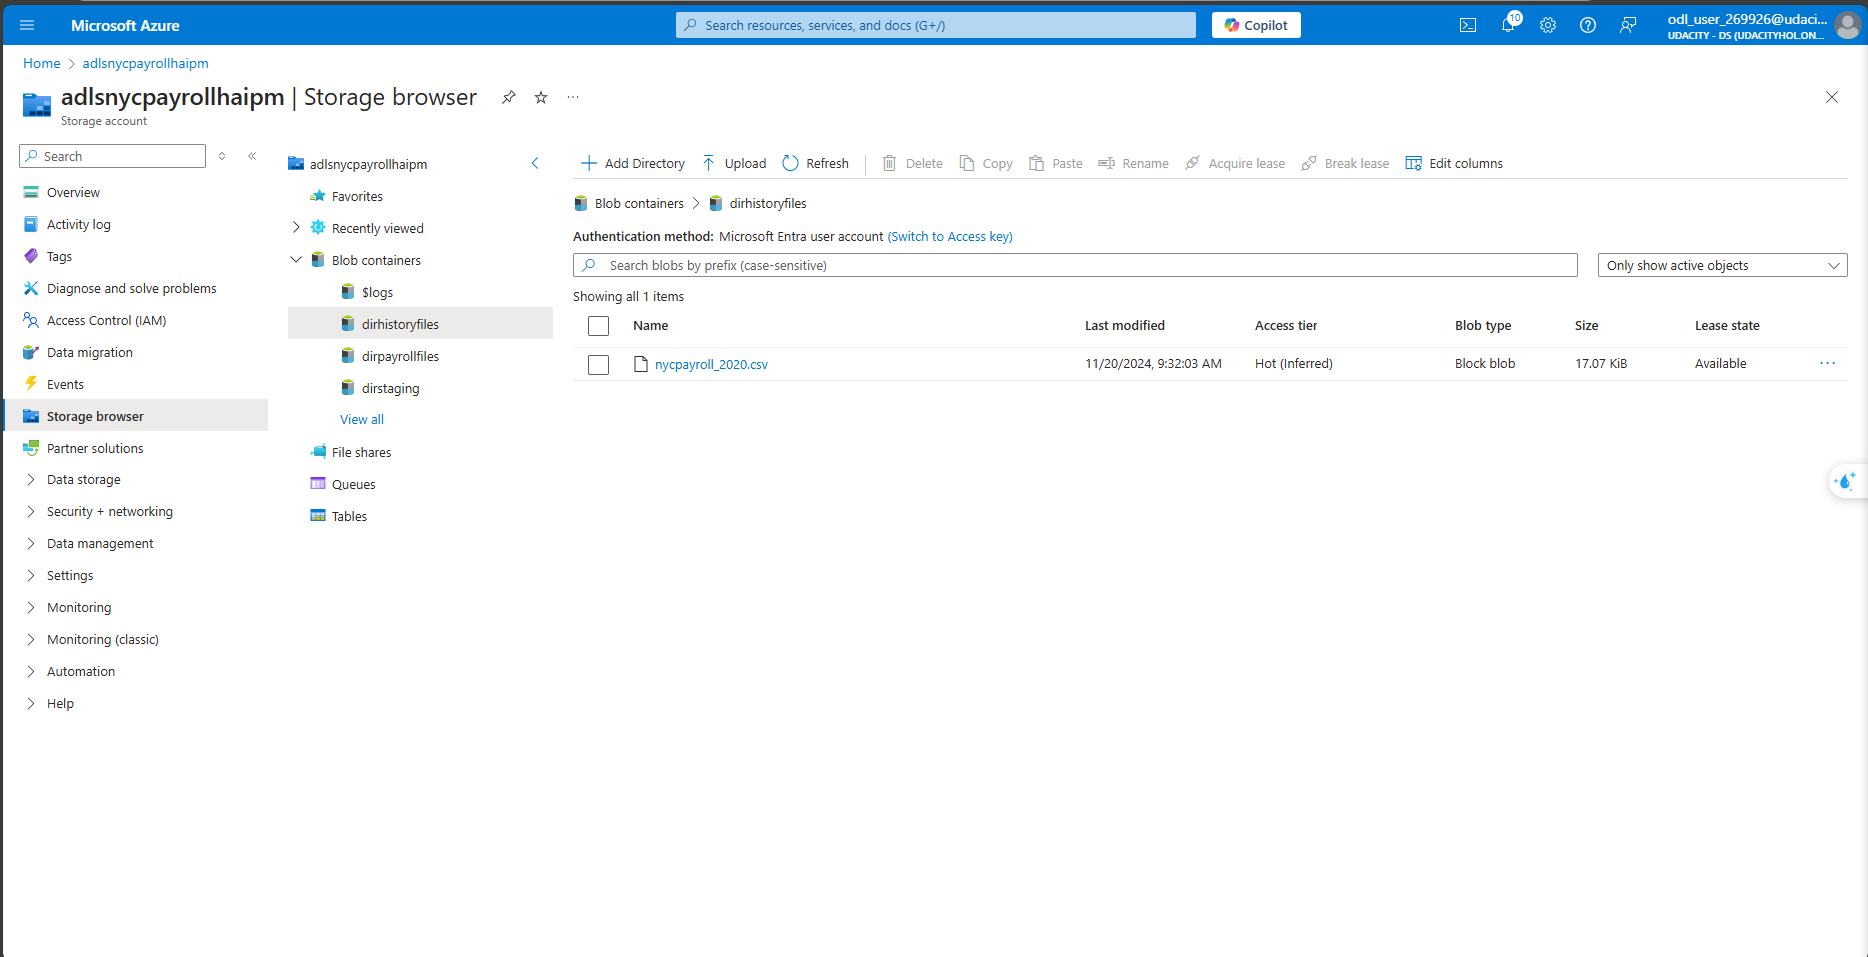 Microsoft Azure
Search resources, services, and docs (G+/)
Copilot
10
odl_user_269926@udaci...
UDACITY - DS (UDACITYHOL.ON...
Home > adlsnycpayrollhaipm
adlsnycpayrollhaipm | Storage browser
Storage account
Search
Overview
Activity log
Tags
Diagnose and solve problems
Access Control (IAM)
Data migration
Events
Storage browser
Partner solutions
Data storage
Security + networking
Data management
Settings
Monitoring
Monitoring (classic)
Automation
Help
adlsnycpayrollhaipm
Favorites
Recently viewed
Blob containers
$logs
dirhistoryfiles
dirpayrollfiles
dirstaging
View all
File shares
Queues
Tables
Add Directory Upload Refresh Delete Copy Paste Rename Acquire lease Break lease Edit columns
Blob containers > dirhistoryfiles
Authentication method: Microsoft Entra user account (Switch to Access key)
Search blobs by prefix (case-sensitive)
Only show active objects
Showing all 1 items
Name Last modified Access tier Blob type Size Lease state
nycpayroll_2020.csv 11/20/2024, 9:32:03 AM Hot (Inferred) Block blob 17.07 KiB Available